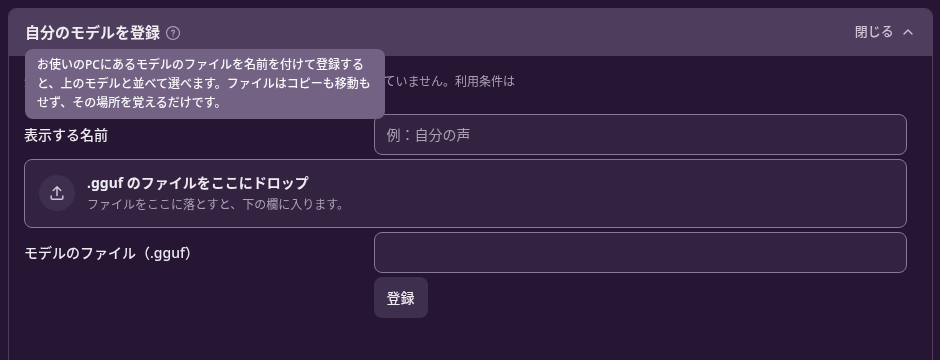 自分のモデルを登録
閉じる
お使いのPCにあるモデルのファイルを名前を付けて登録する
と、上のモデルと並べて選べます。ファイルはコピーも移動も
せず、その場所を覚えるだけです。
ていません。利用条件は
表示する名前
例：自分の声
.gguf のファイルをここにドロップ
ファイルをここに落とすと、下の欄に入ります。
モデルのファイル（.gguf）
登録